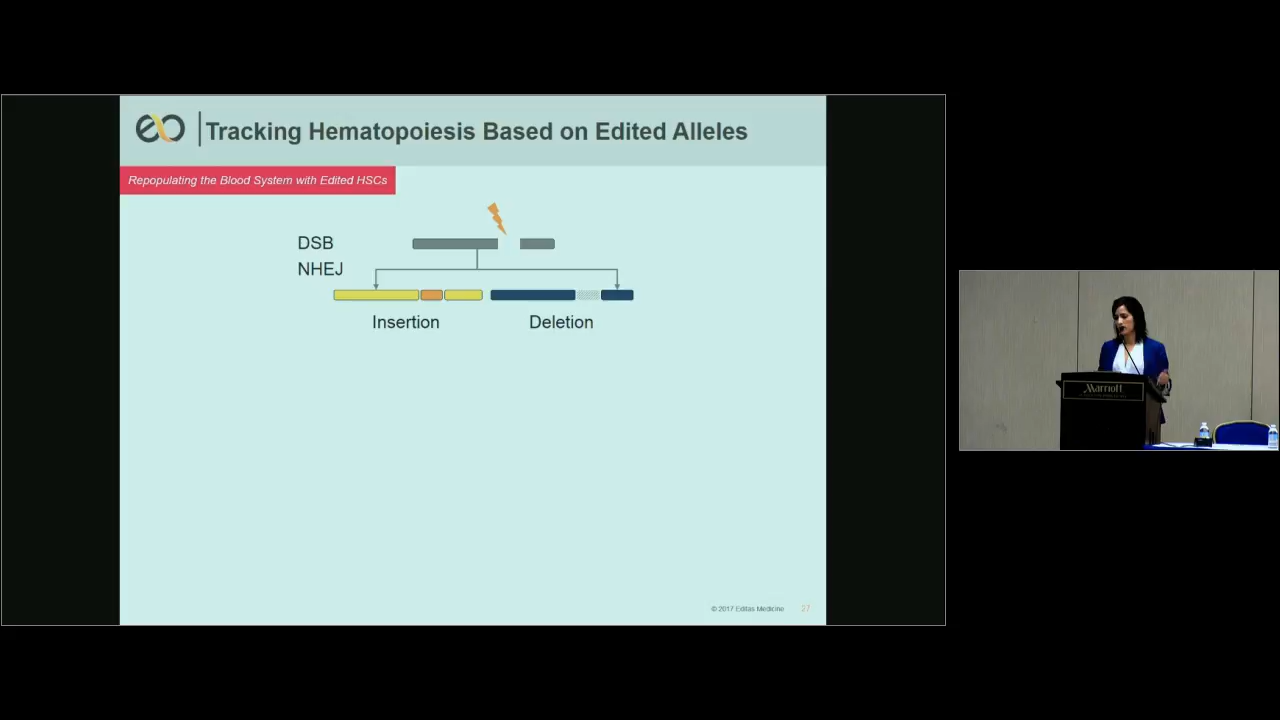 Tracking Hematopoiesis Based on Edited Alleles
Repopulating the Blood System with Edited HSCs
DSB
NHEJ
Insertion
Deletion
© 2017 Editas Medicine 27
Marriott